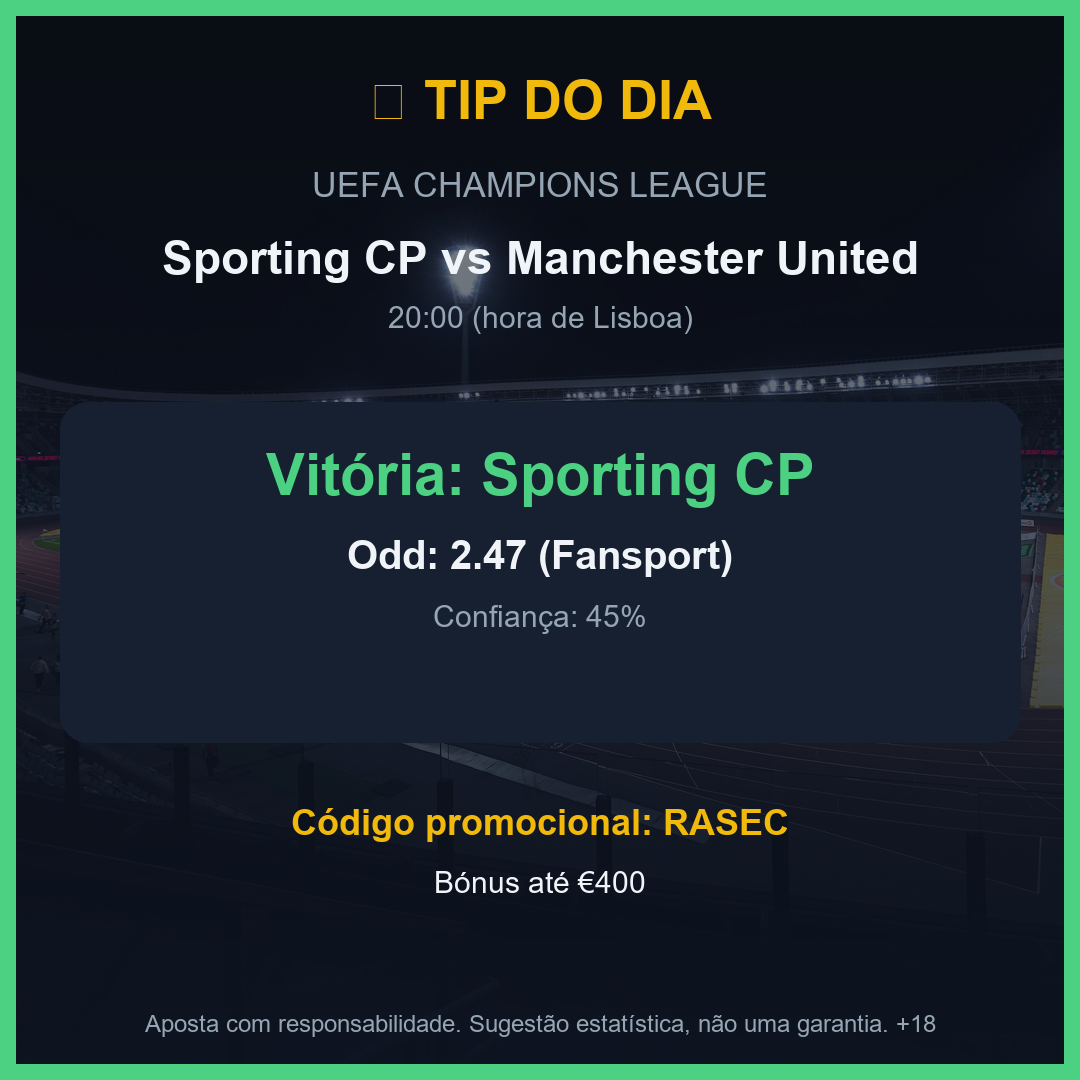 TIP DO DIA
UEFA CHAMPIONS LEAGUE
Sporting CP vs Manchester United
20:00 (hora de Lisboa)
Vitória: Sporting CP
Odd: 2.47 (Fansport)
Confiança: 45%
Código promocional: RASEC
Bónus até €400
Aposta com responsabilidade. Sugestão estatística, não uma garantia. +18